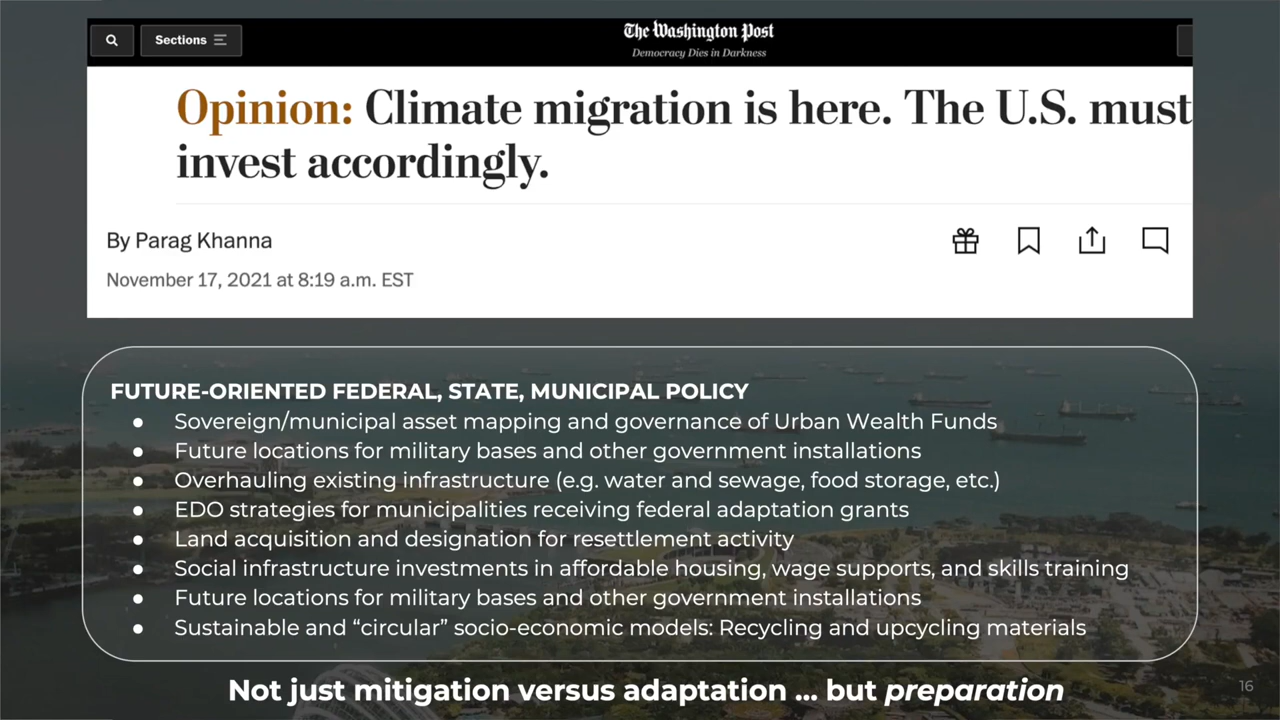 Sections
The Washington Post
Democracy Dies in Darkness
Opinion: Climate migration is here. The U.S. must
invest accordingly.
By Parag Khanna
November 17, 2021 at 8:19 a.m. EST
FUTURE-ORIENTED FEDERAL, STATE, MUNICIPAL POLICY
● Sovereign/municipal asset mapping and governance of Urban Wealth Funds
● Future locations for military bases and other government installations
● Overhauling existing infrastructure (e.g. water and sewage, food storage, etc.)
● EDO strategies for municipalities receiving federal adaptation grants
● Land acquisition and designation for resettlement activity
● Social infrastructure investments in affordable housing, wage supports, and skills training
● Future locations for military bases and other government installations
● Sustainable and “circular” socio-economic models: Recycling and upcycling materials
Not just mitigation versus adaptation ... but preparation
16